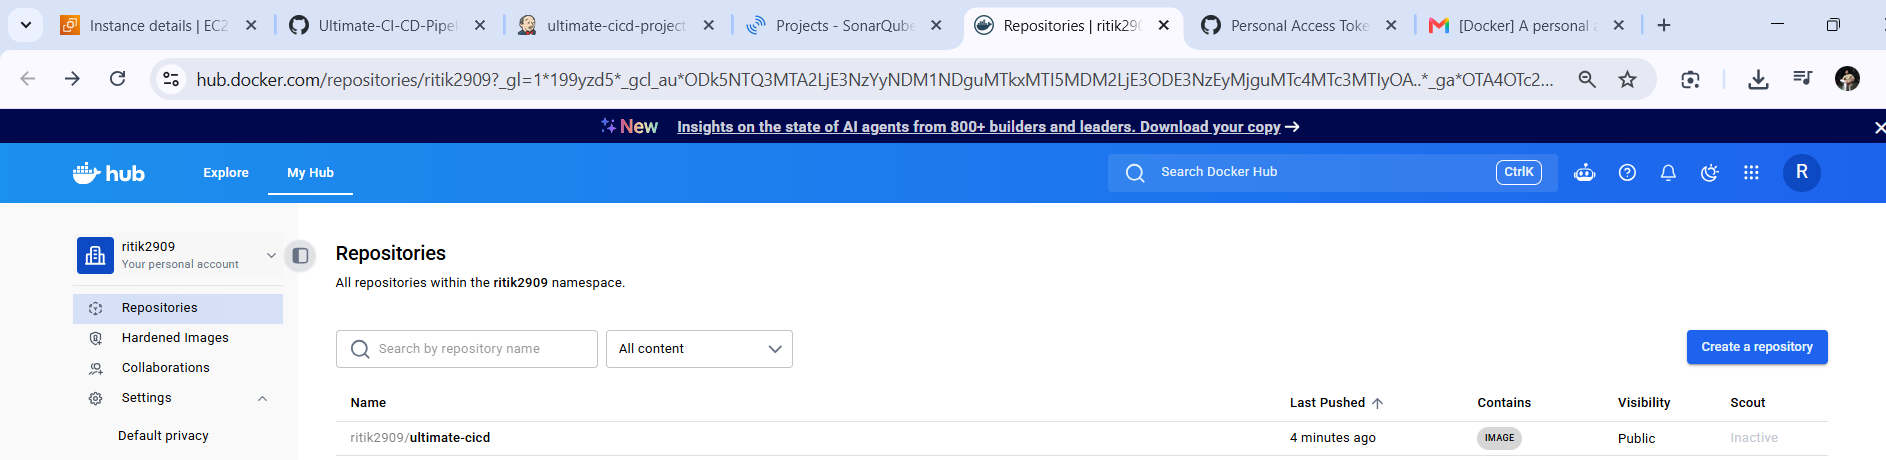 Instance details | EC2
Ultimate-CI-CD-Pipel
ultimate-cicd-project
Projects - SonarQube
Repositories | ritik290
Personal Access Toke
[Docker] A personal a
hub.docker.com/repositories/ritik2909?_gl=1*199yzd5*_gcl_au*ODk5NTQ3MTA2LjE3NzYyNDM1NDguMTkxMTI5MDM2LjE3ODE3NzEyMjguMTc4MTc3MTIyOA..*_ga*OTA4OTc2...
New Insights on the state of AI agents from 800+ builders and leaders. Download your copy →
hub Explore My Hub Search Docker Hub CtrlK R
ritik2909
Your personal account
Repositories
Hardened Images
Collaborations
Settings
Default privacy
Repositories
All repositories within the ritik2909 namespace.
Search by repository name All content Create a repository
Name Last Pushed ↑ Contains Visibility Scout
ritik2909/ultimate-cicd 4 minutes ago IMAGE Public Inactive